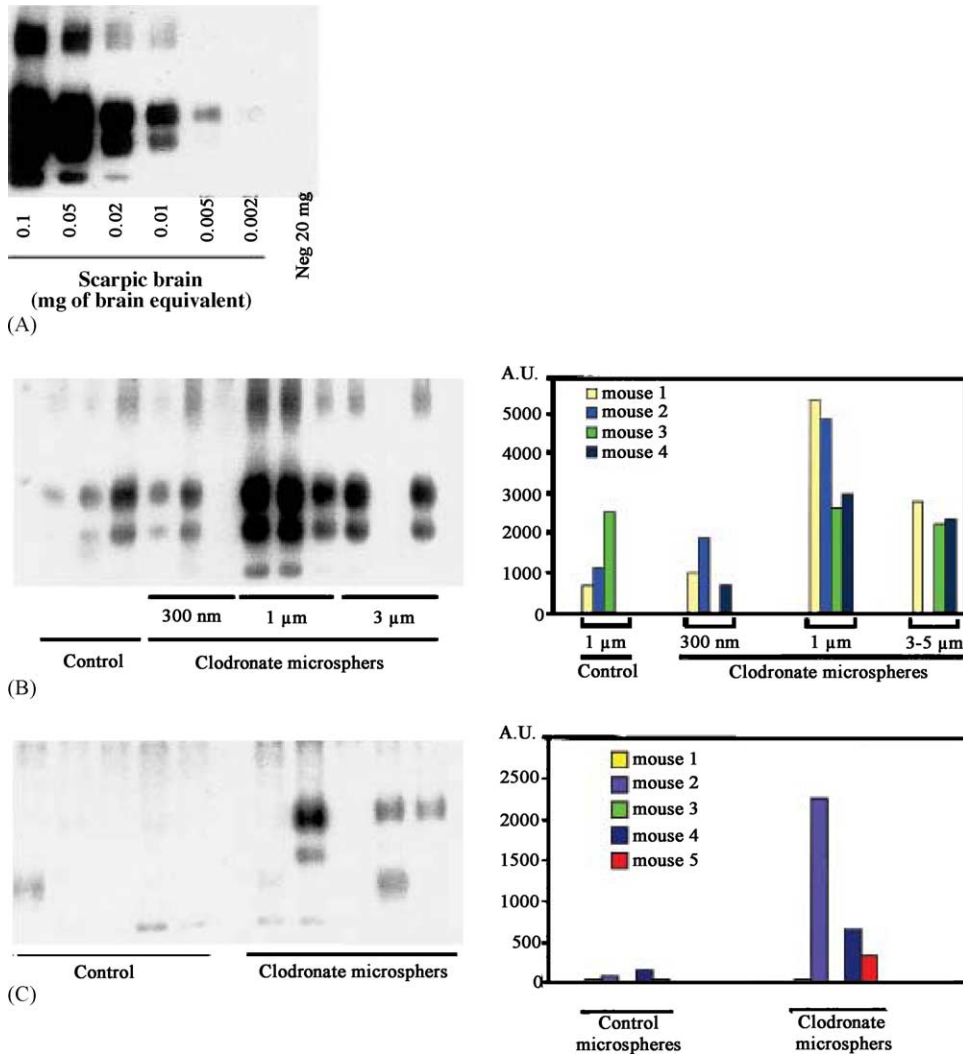 0.1
0.05
0.02
0.01
0.005
0.002
Neg 20 mg
Scarpic brain
(mg of brain equivalent)
(A)
300 nm
1 µm
3 µm
Control
Clodronate microsphers
(B)
A.U.
mouse 1
mouse 2
mouse 3
mouse 4
5000
4000
3000
2000
1000
0
1 µm
300 nm
1 µm
3-5 µm
Control
Clodronate microspheres
Control
Clodronate microsphers
(C)
A.U.
mouse 1
mouse 2
mouse 3
mouse 4
mouse 5
2500
2000
1500
1000
500
0
Control
microspheres
Clodronate
microsphers